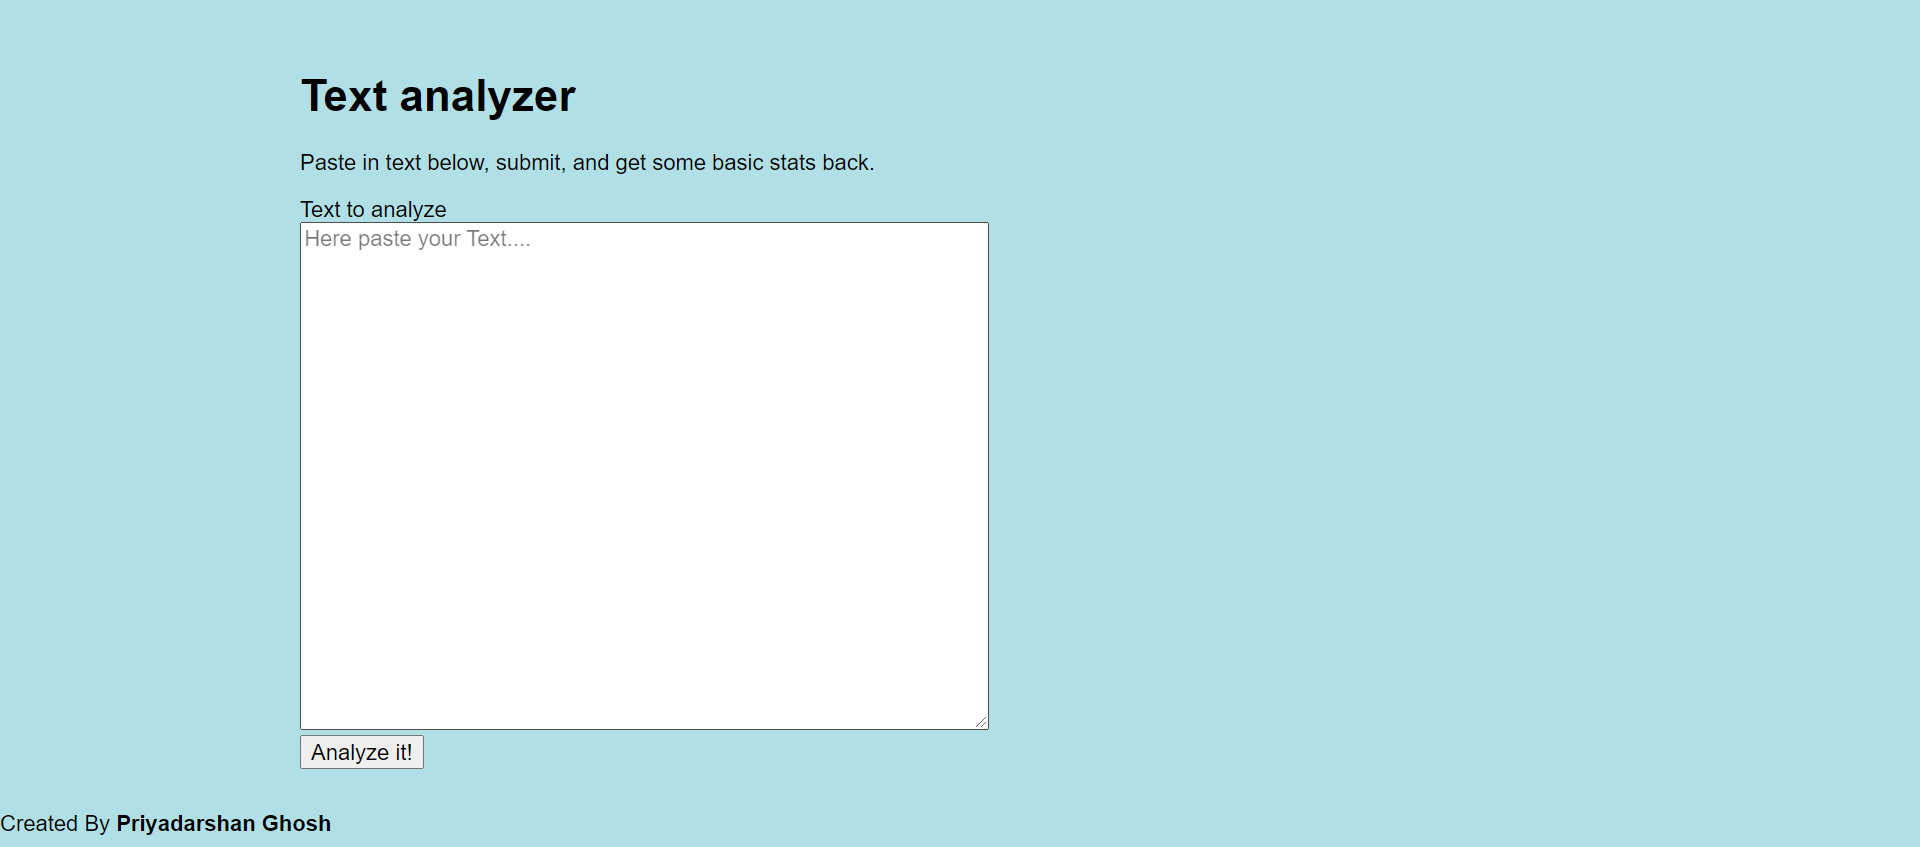 Text analyzer
Paste in text below, submit, and get some basic stats back.
Text to analyze
Here paste your Text....
Analyze it!
Created By Priyadarshan Ghosh